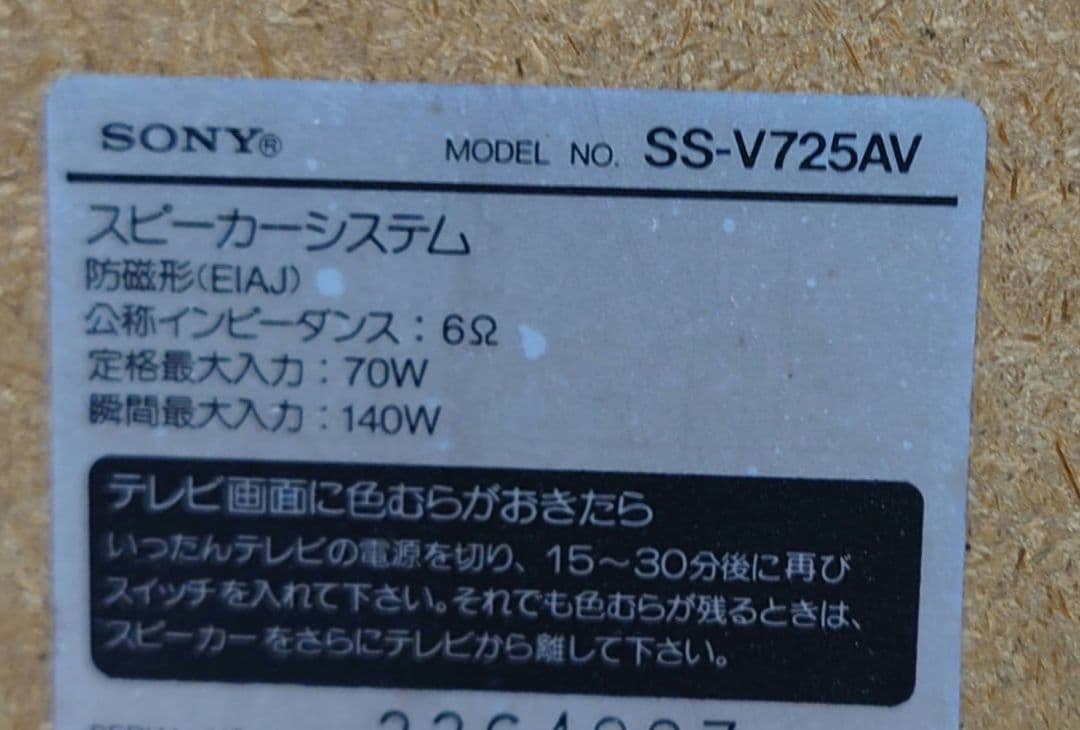 SONY®
MODEL NO. SS-V725AV
スピーカーシステム
防磁形(EIAJ)
公称インピーダンス：6Ω
定格最大入力：70W
瞬間最大入力：140W
テレビ画面に色むらがおきたら
いったんテレビの電源を切り、15～30分後に再び
スイッチを入れて下さい。それでも色むらが残るときは、
スピーカーをさらにテレビから離して下さい。